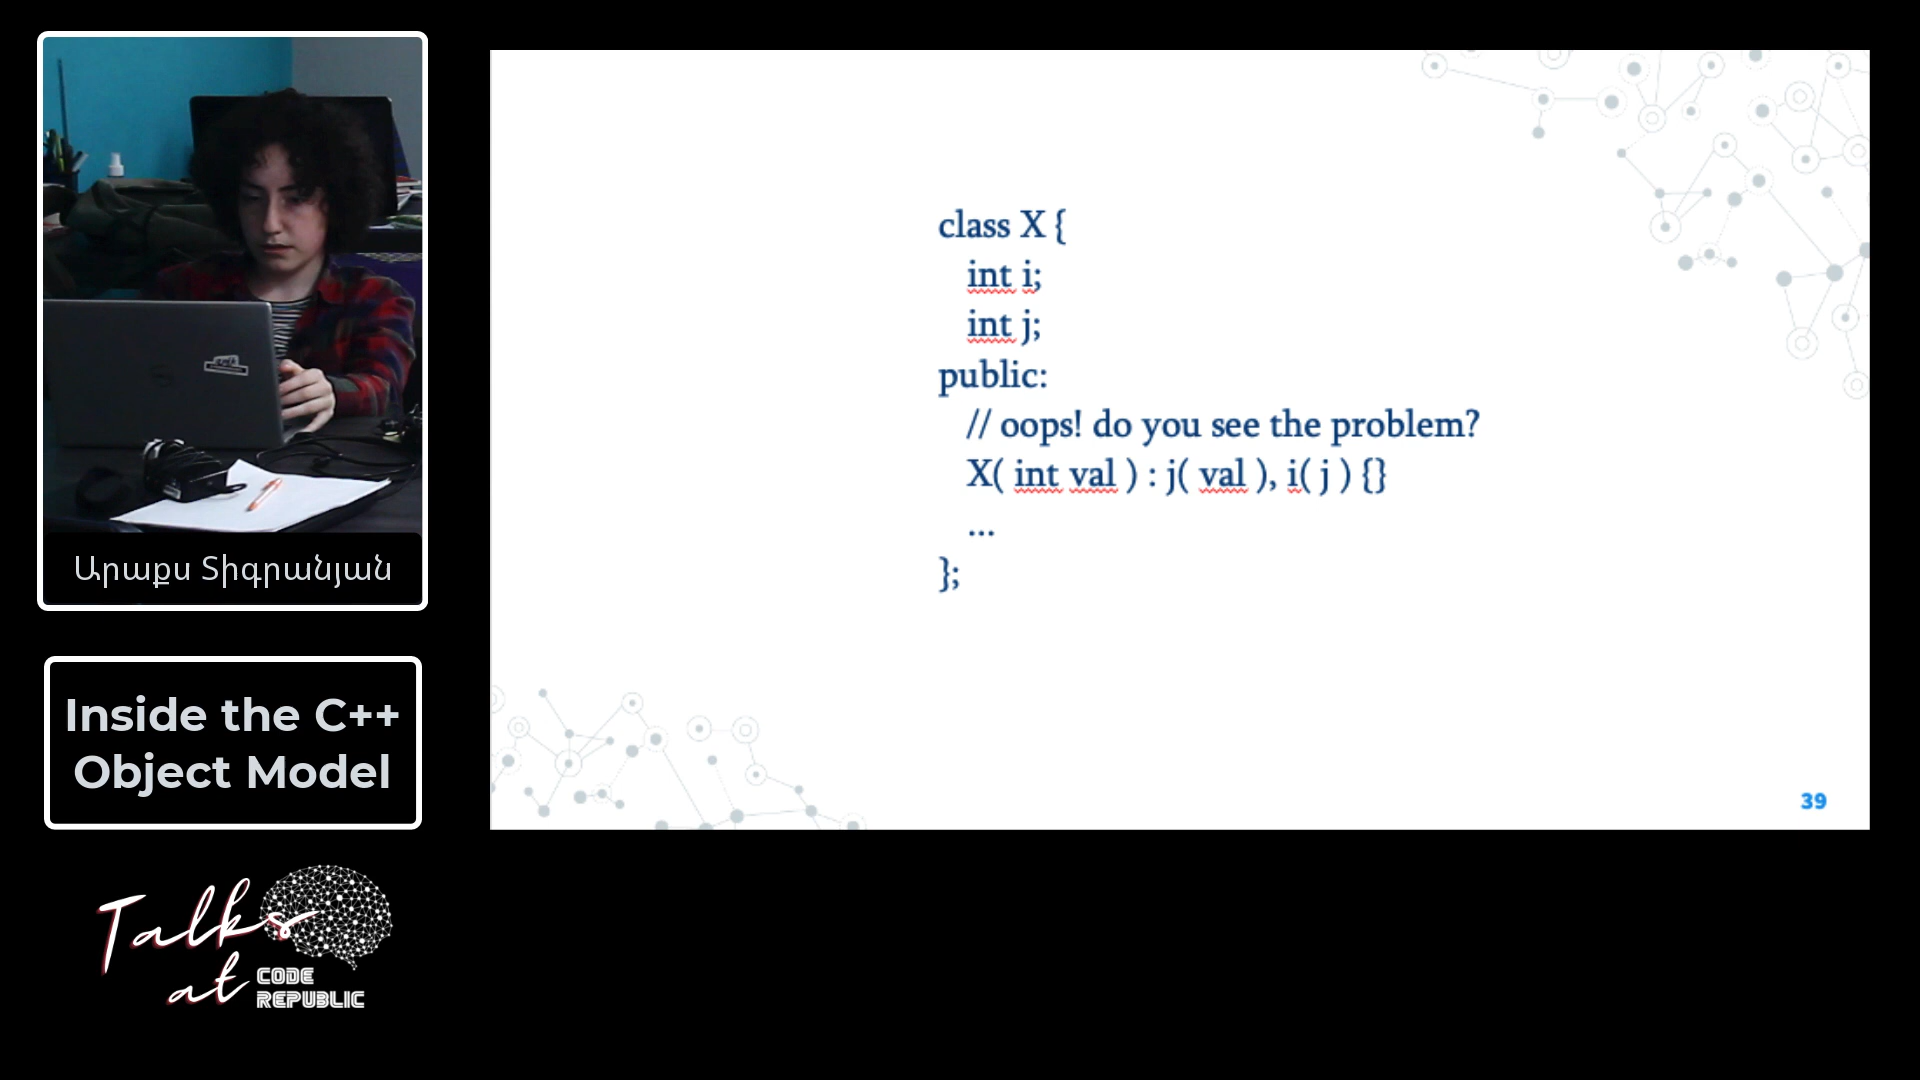 Արաքս Տիգրանյան
Inside the C++
Object Model
Talks
at
CODE
REPUBLIC
class X {
int i;
int j;
public:
// oops! do you see the problem?
X( int val ) : j( val ), i( j ) {}
...
};
39